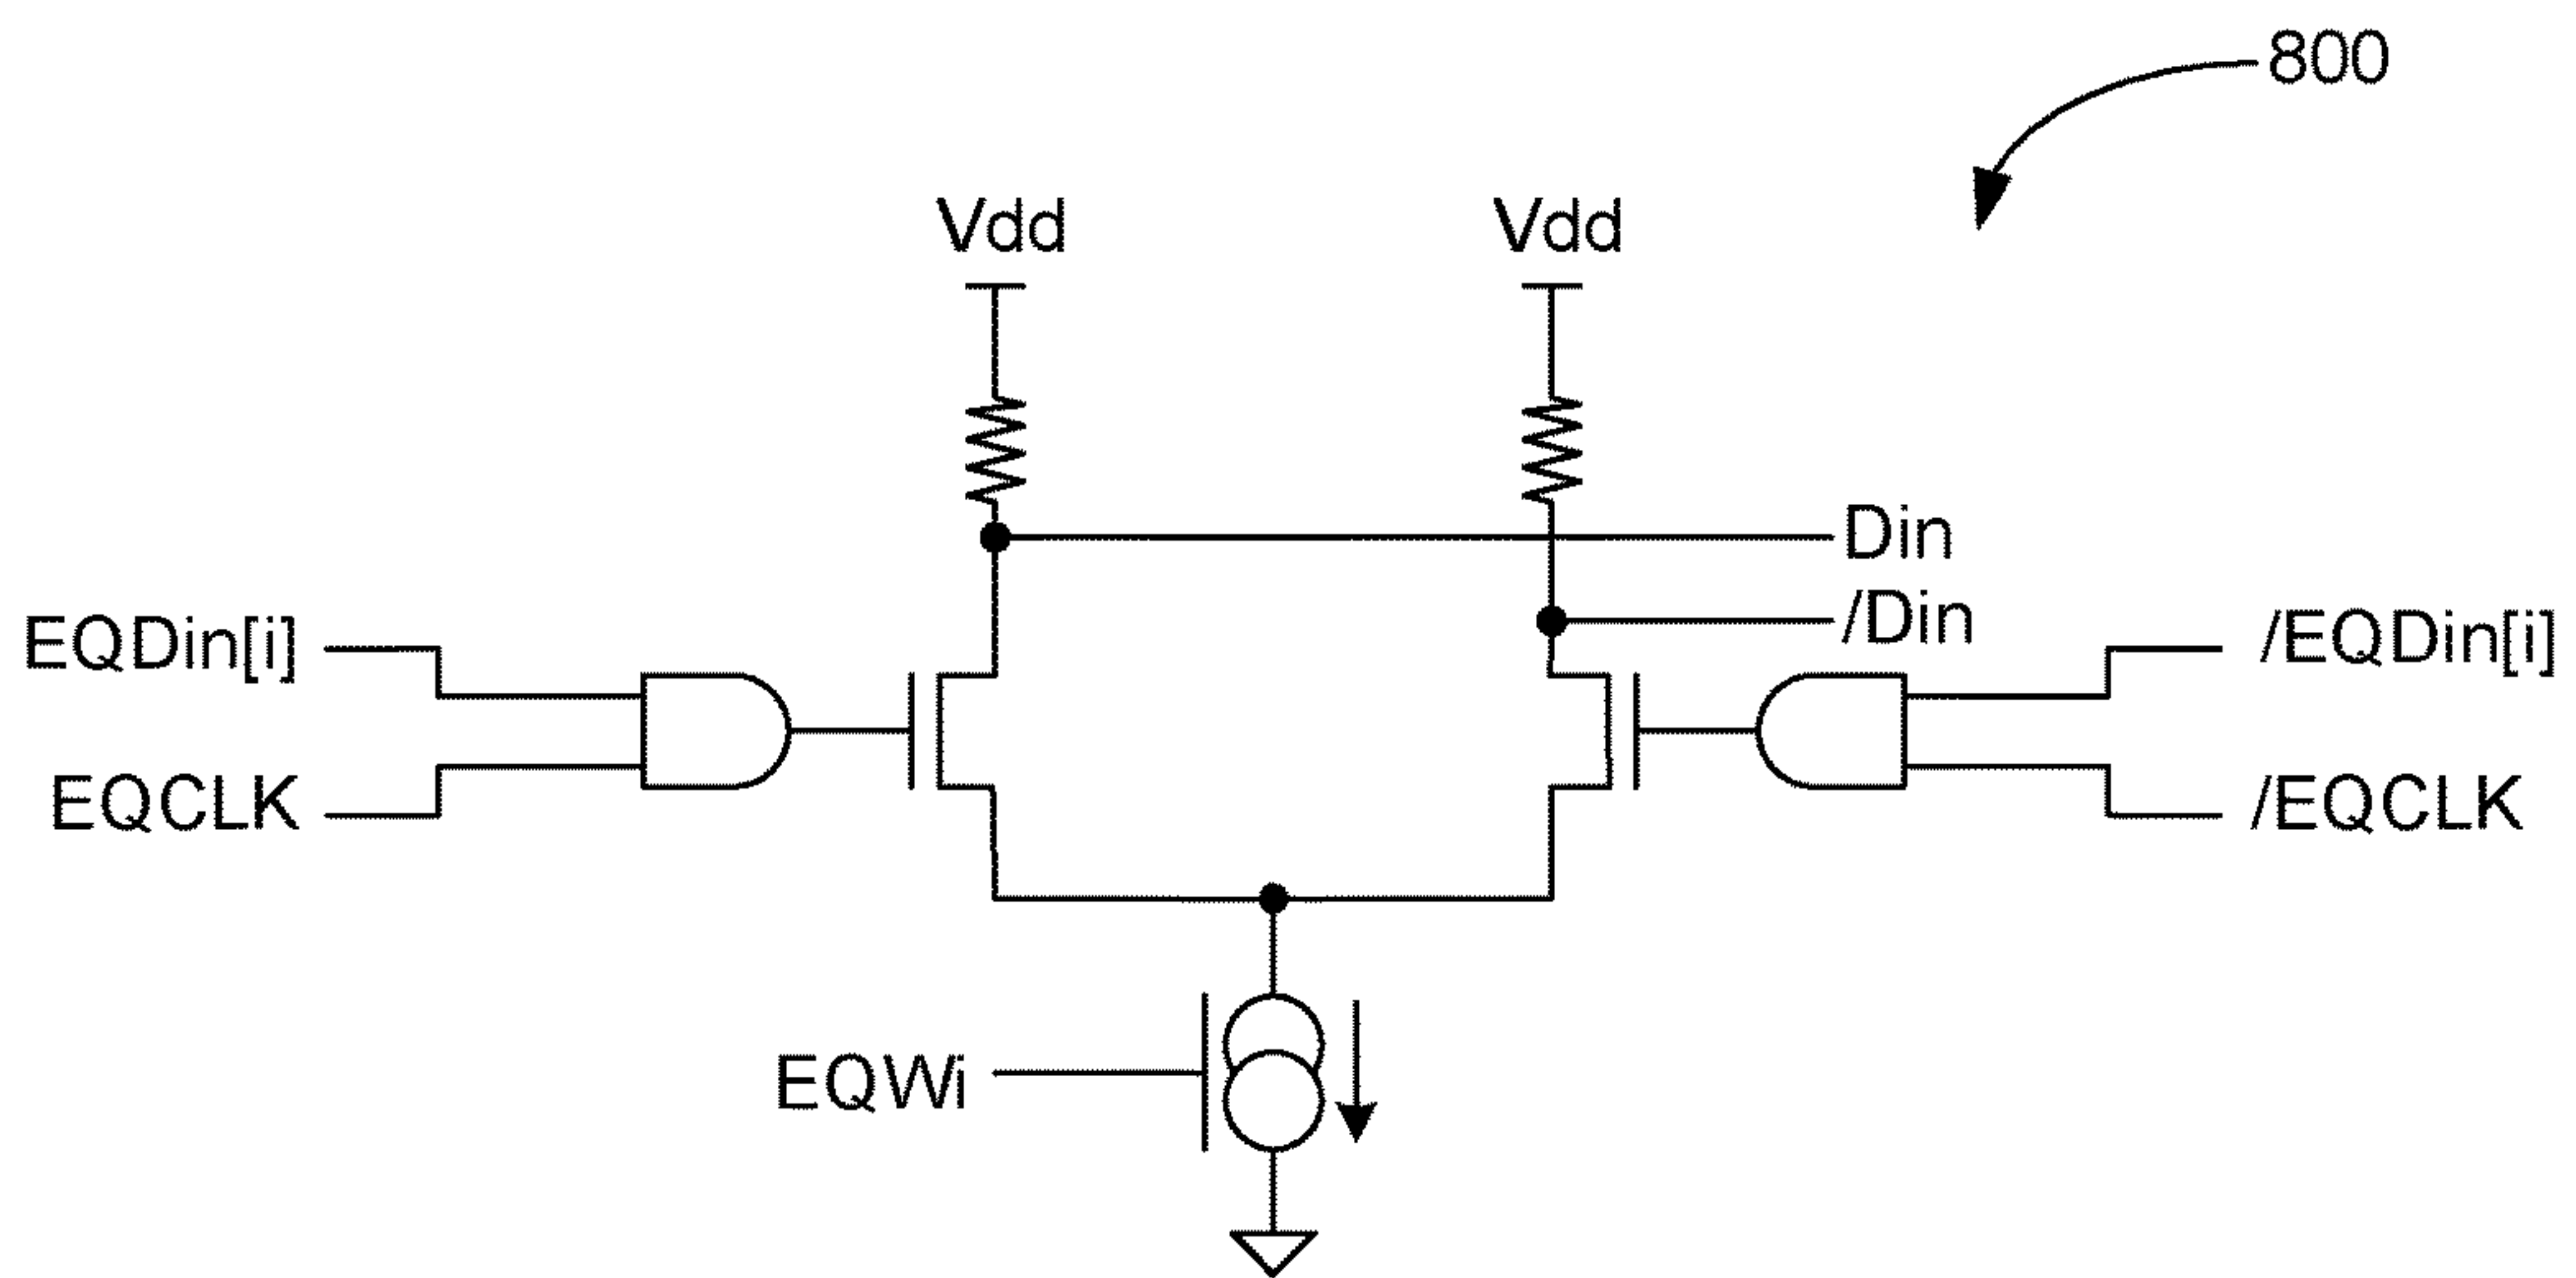 800
Vdd Vdd
Din
/Din
EQDin[i] /EQDin[i]
EQCLK /EQCLK
EQWi